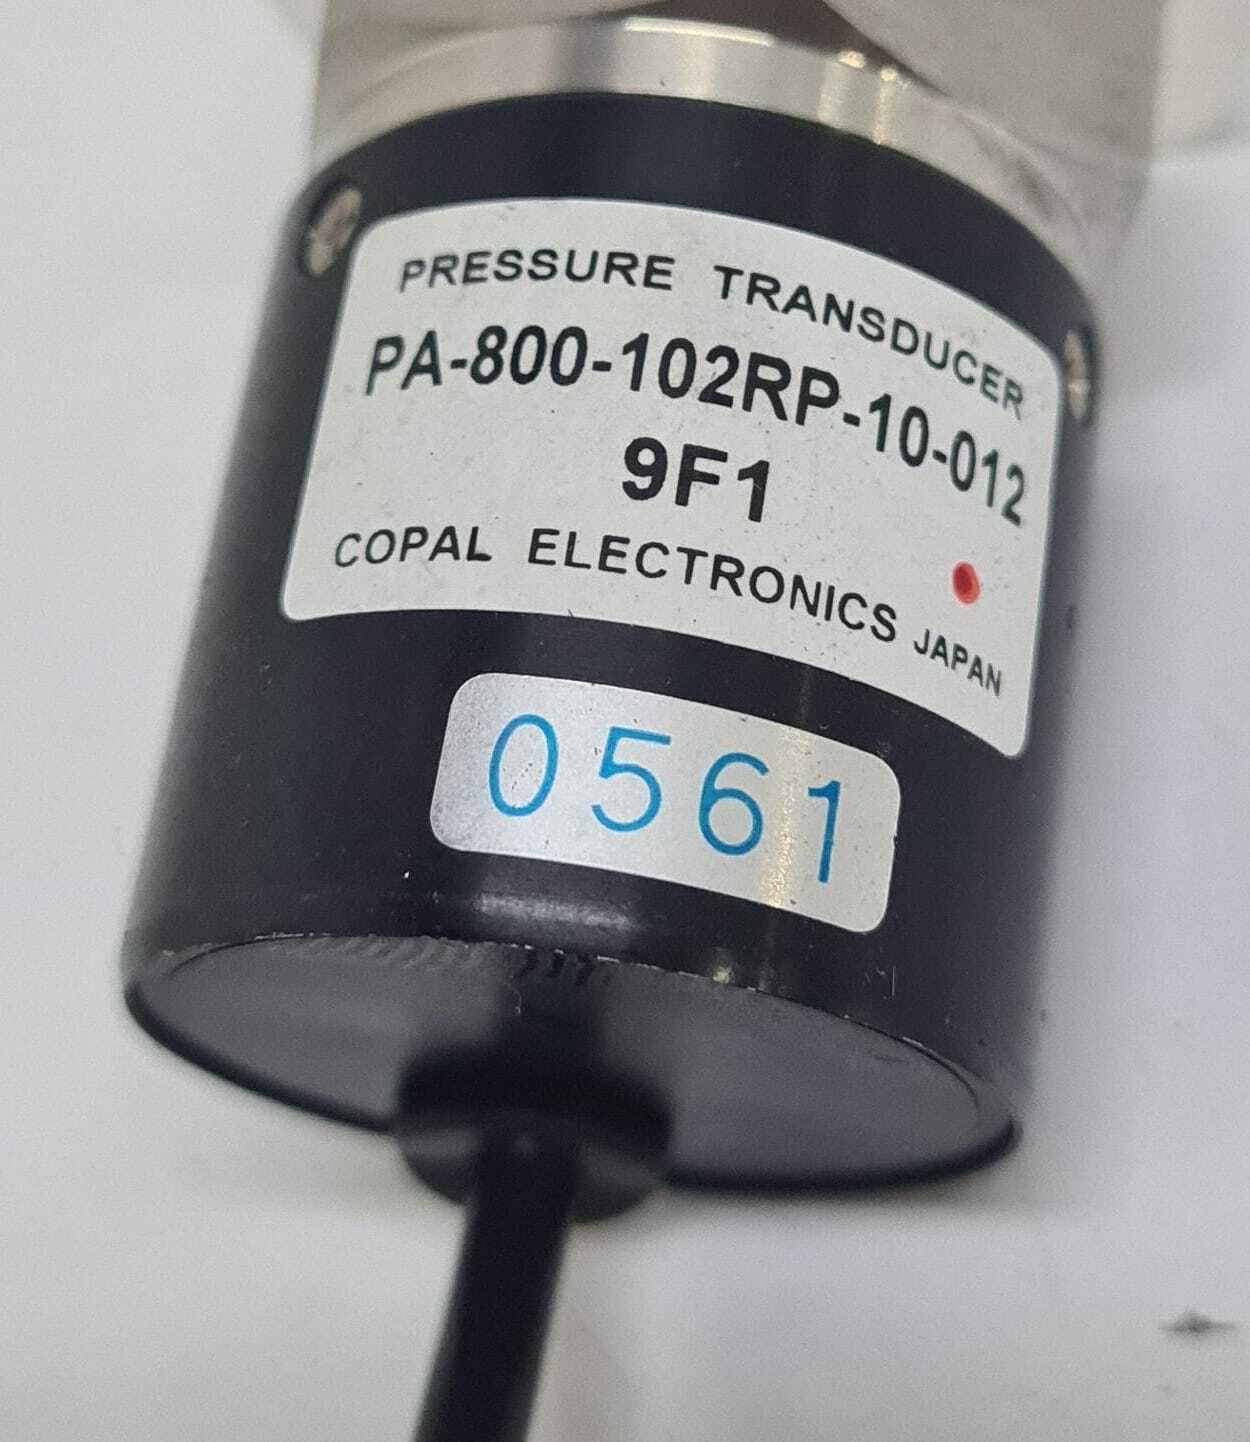 PRESSURE TRANSDUCER
PA-800-102RP-10-012
9F1
COPAL ELECTRONICS JAPAN
0561